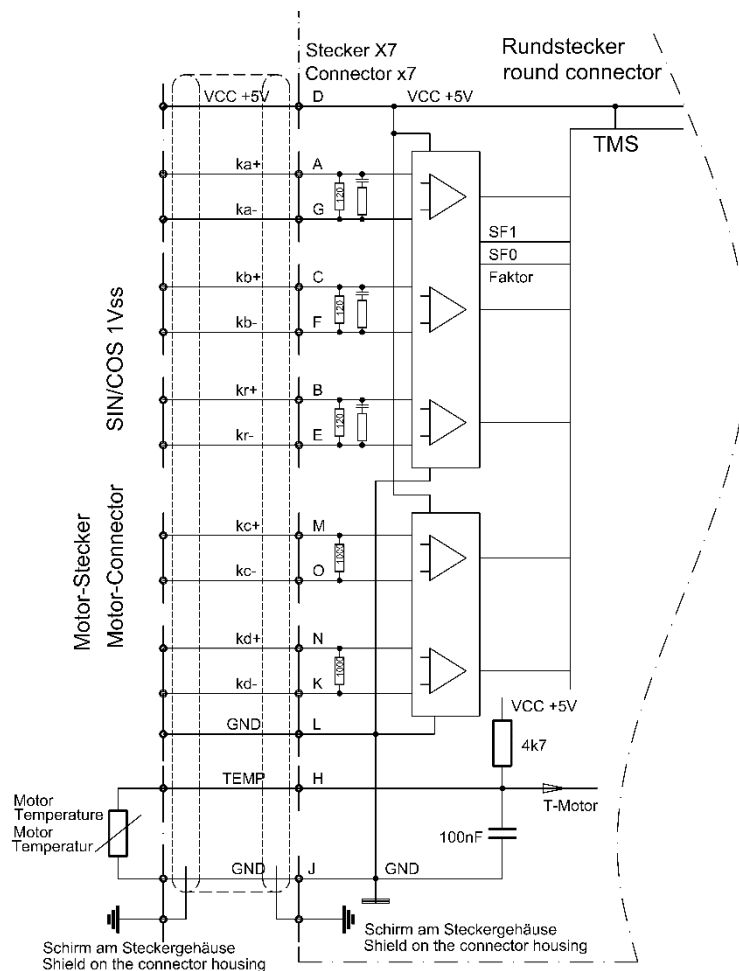 Stecker X7
Connector x7
Rundstecker
round connector
VCC +5V
D
VCC +5V
TMS
ka+
A
120
ka-
G
SF1
SF0
Faktor
kb+
C
120
kb-
F
SIN/COS 1Vss
kr+
B
120
kr-
E
Motor-Stecker
Motor-Connector
kc+
M
1000
kc-
O
kd+
N
1000
kd-
K
VCC +5V
GND
L
4k7
TEMP
H
T-Motor
Motor
Temperature
Motor
Temperatur
100nF
GND
J
GND
Schirm am Steckergehäuse
Shield on the connector housing
Schirm am Steckergehäuse
Shield on the connector housing